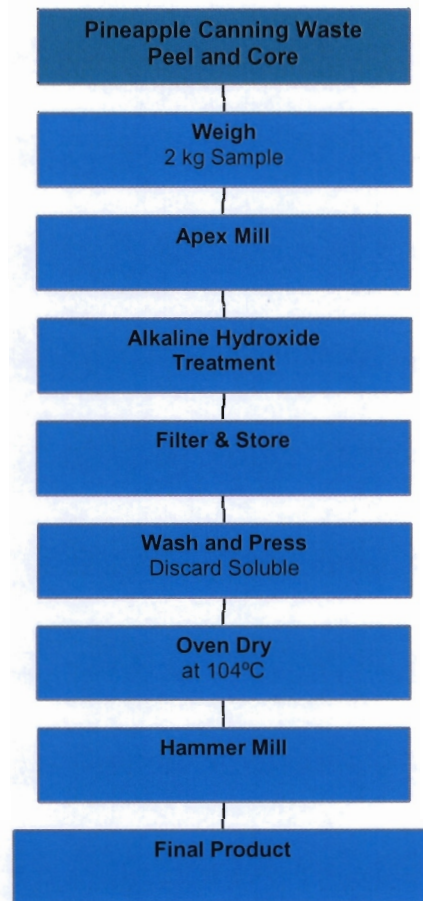 Pineapple Canning Waste
Peel and Core
Weigh
2 kg Sample
Apex Mill
Alkaline Hydroxide
Treatment
Filter & Store
Wash and Press
Discard Soluble
Oven Dry
at 104ºC
Hammer Mill
Final Product